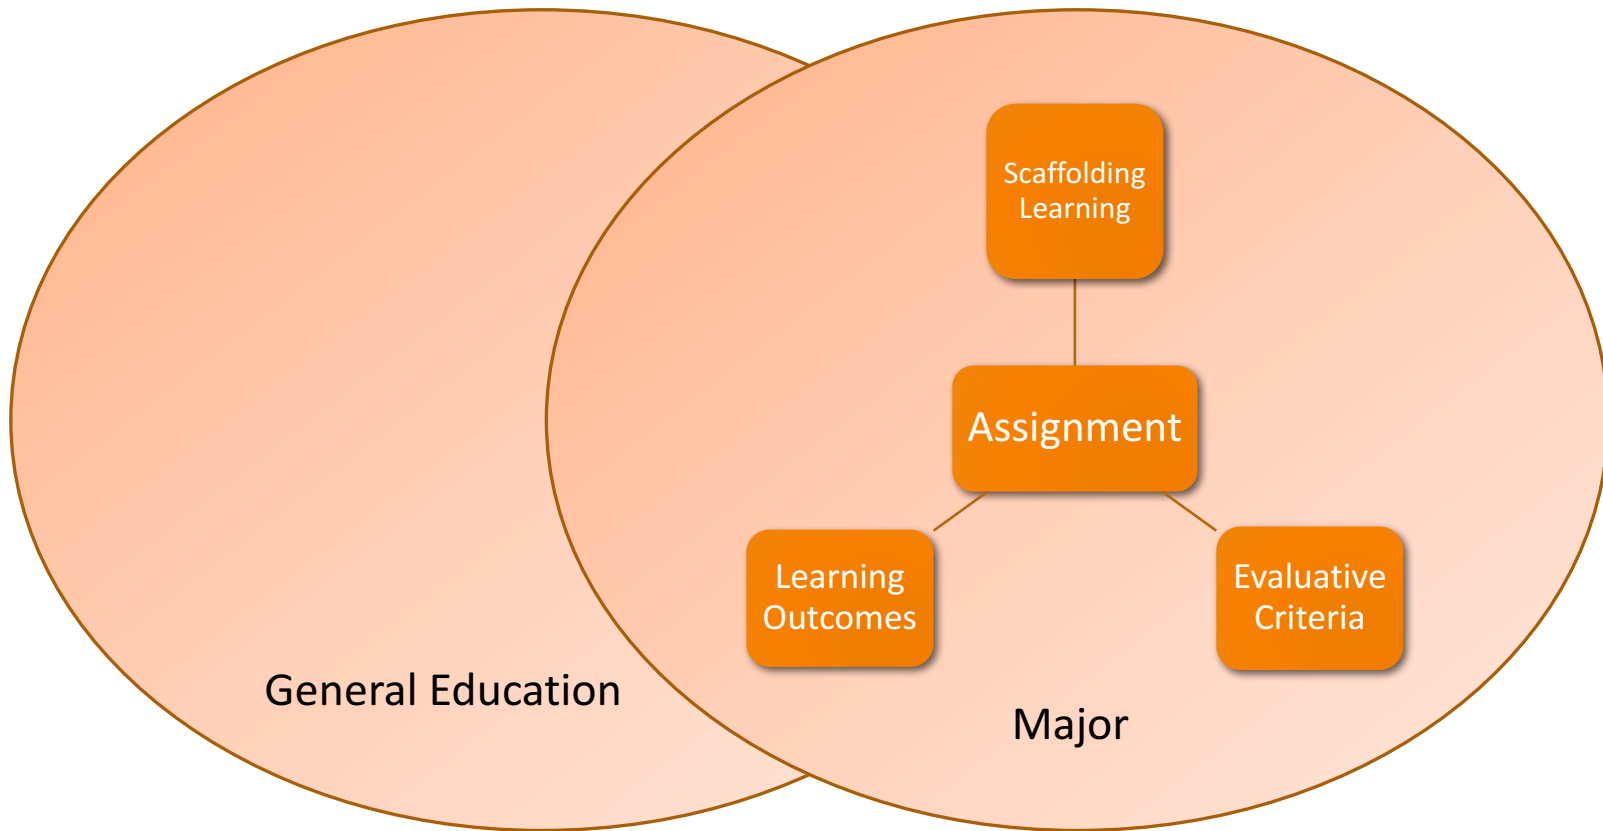 Scaffolding
Learning
Assignment
Learning
Outcomes
Evaluative
Criteria
General Education
Major